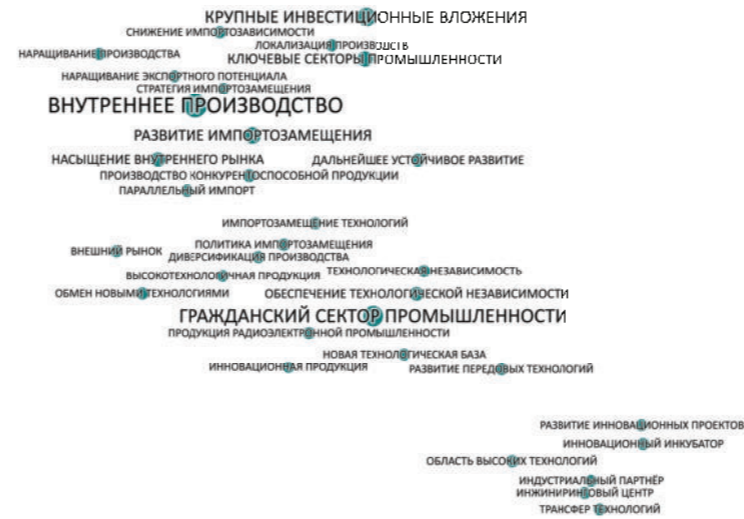 КРУПНЫЕ ИНВЕСТИЦИОННЫЕ ВЛОЖЕНИЯ
СНИЖЕНИЕ ИМПОРТОЗАВИСИМОСТИ
ЛОКАЛИЗАЦИЯ ПРОИЗВОДСТВ
НАРАЩИВАНИЕ ПРОИЗВОДСТВА
КЛЮЧЕВЫЕ СЕКТОРЫ ПРОМЫШЛЕННОСТИ
НАРАЩИВАНИЕ ЭКСПОРТНОГО ПОТЕНЦИАЛА
СТРАТЕГИЯ ИМПОРТОЗАМЕЩЕНИЯ
ВНУТРЕННЕЕ ПРОИЗВОДСТВО
РАЗВИТИЕ ИМПОРТОЗАМЕЩЕНИЯ
НАСЫЩЕНИЕ ВНУТРЕННЕГО РЫНКА
ДАЛЬНЕЙШЕЕ УСТОЙЧИВОЕ РАЗВИТИЕ
ПРОИЗВОДСТВО КОНКУРЕНТОСПОСОБНОЙ ПРОДУКЦИИ
ПАРАЛЛЕЛЬНЫЙ ИМПОРТ
ИМПОРТОЗАМЕЩЕНИЕ ТЕХНОЛОГИЙ
ПОЛИТИКА ИМПОРТОЗАМЕЩЕНИЯ
ВНЕШНИЙ РЫНОК
ДИВЕРСИФИКАЦИЯ ПРОИЗВОДСТВА
ВЫСОКОТЕХНОЛОГИЧНАЯ ПРОДУКЦИЯ
ТЕХНОЛОГИЧЕСКАЯ НЕЗАВИСИМОСТЬ
ОБМЕН НОВЫМИ ТЕХНОЛОГИЯМИ
ОБЕСПЕЧЕНИЕ ТЕХНОЛОГИЧЕСКОЙ НЕЗАВИСИМОСТИ
ГРАЖДАНСКИЙ СЕКТОР ПРОМЫШЛЕННОСТИ
ПРОДУКЦИЯ РАДИОЭЛЕКТРОННОЙ ПРОМЫШЛЕННОСТИ
НОВАЯ ТЕХНОЛОГИЧЕСКАЯ БАЗА
ИННОВАЦИОННАЯ ПРОДУКЦИЯ
РАЗВИТИЕ ПЕРЕДОВЫХ ТЕХНОЛОГИЙ
РАЗВИТИЕ ИННОВАЦИОННЫХ ПРОЕКТОВ
ИННОВАЦИОННЫЙ ИНКУБАТОР
ОБЛАСТЬ ВЫСОКИХ ТЕХНОЛОГИЙ
ИНДУСТРИАЛЬНЫЙ ПАРТНЁР
ИНЖИНИРИНГОВЫЙ ЦЕНТР
ТРАНСФЕР ТЕХНОЛОГИЙ